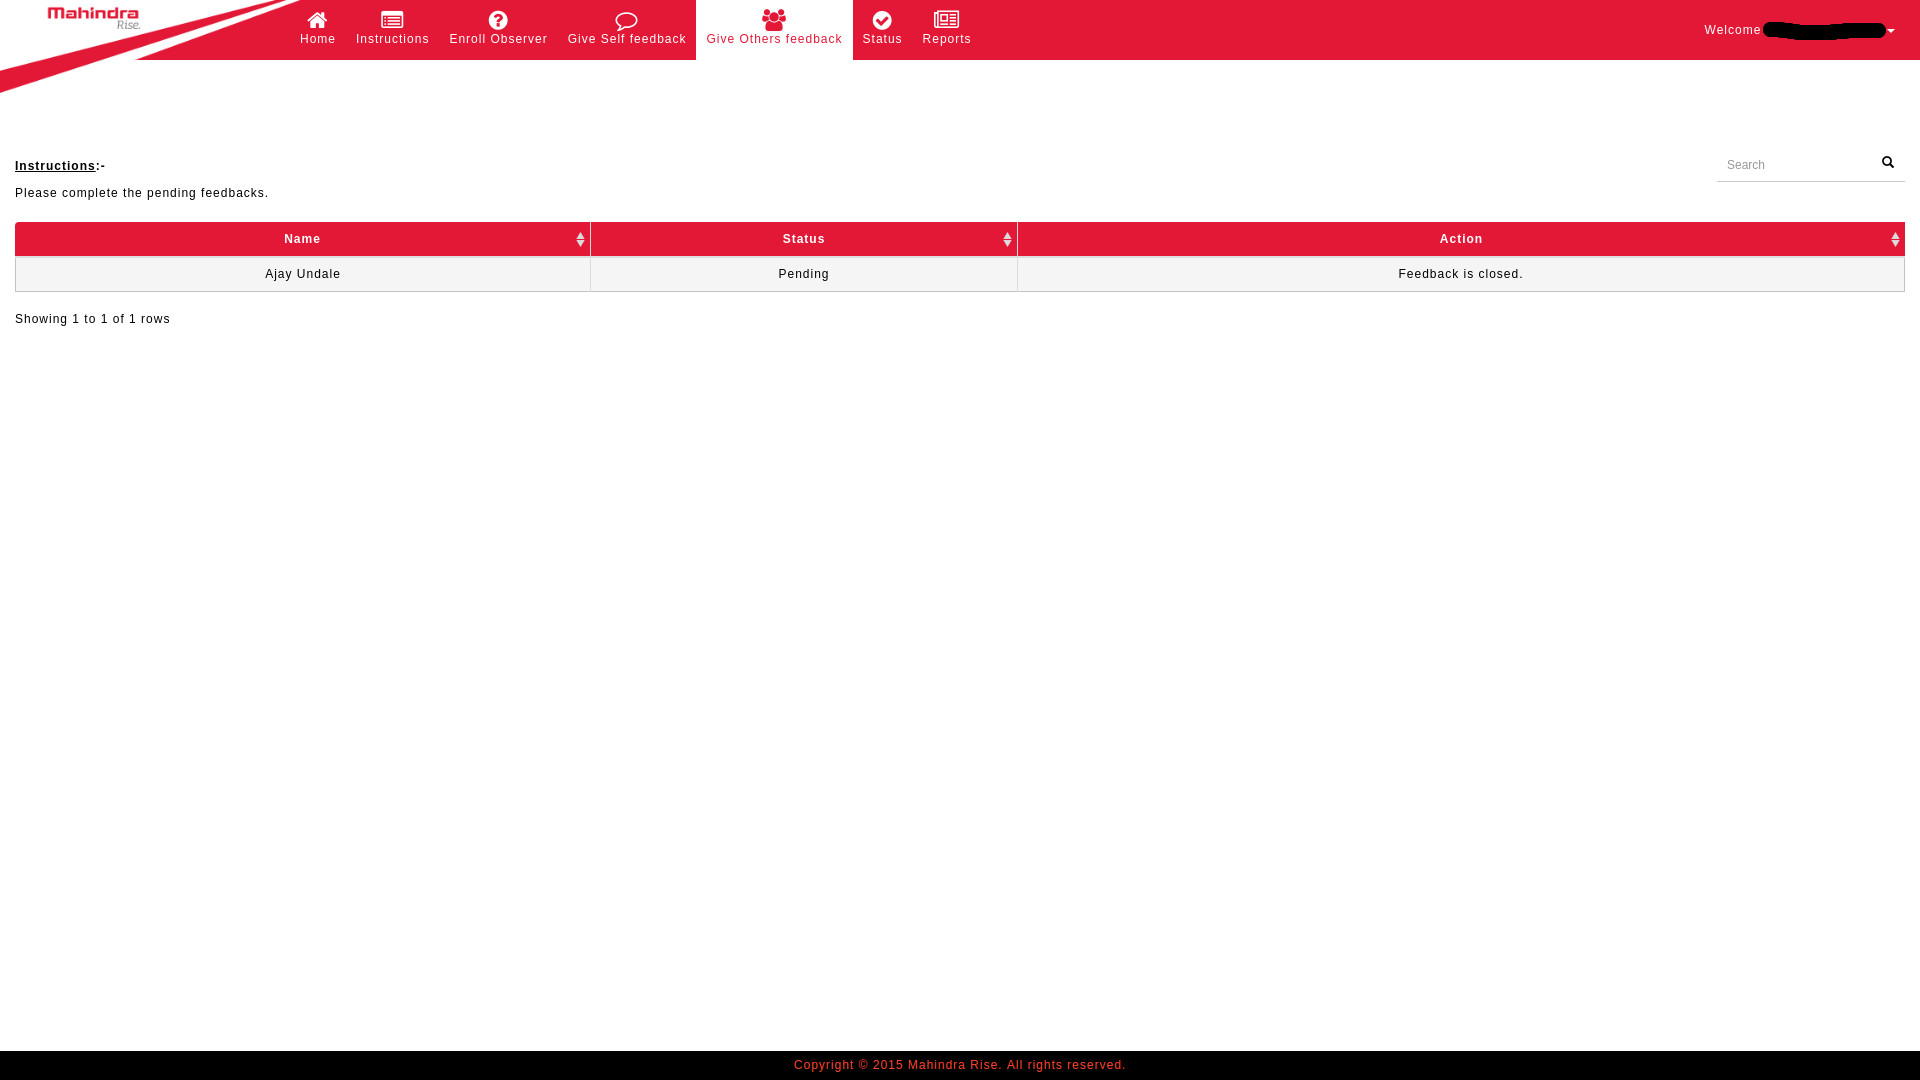 Mahindra
Rise.
Home
Instructions
Enroll Observer
Give Self feedback
Give Others feedback
Status
Reports
Welcome
Instructions:-
Search
Please complete the pending feedbacks.
Name
Status
Action
Ajay Undale
Pending
Feedback is closed.
Showing 1 to 1 of 1 rows
Copyright © 2015 Mahindra Rise. All rights reserved.